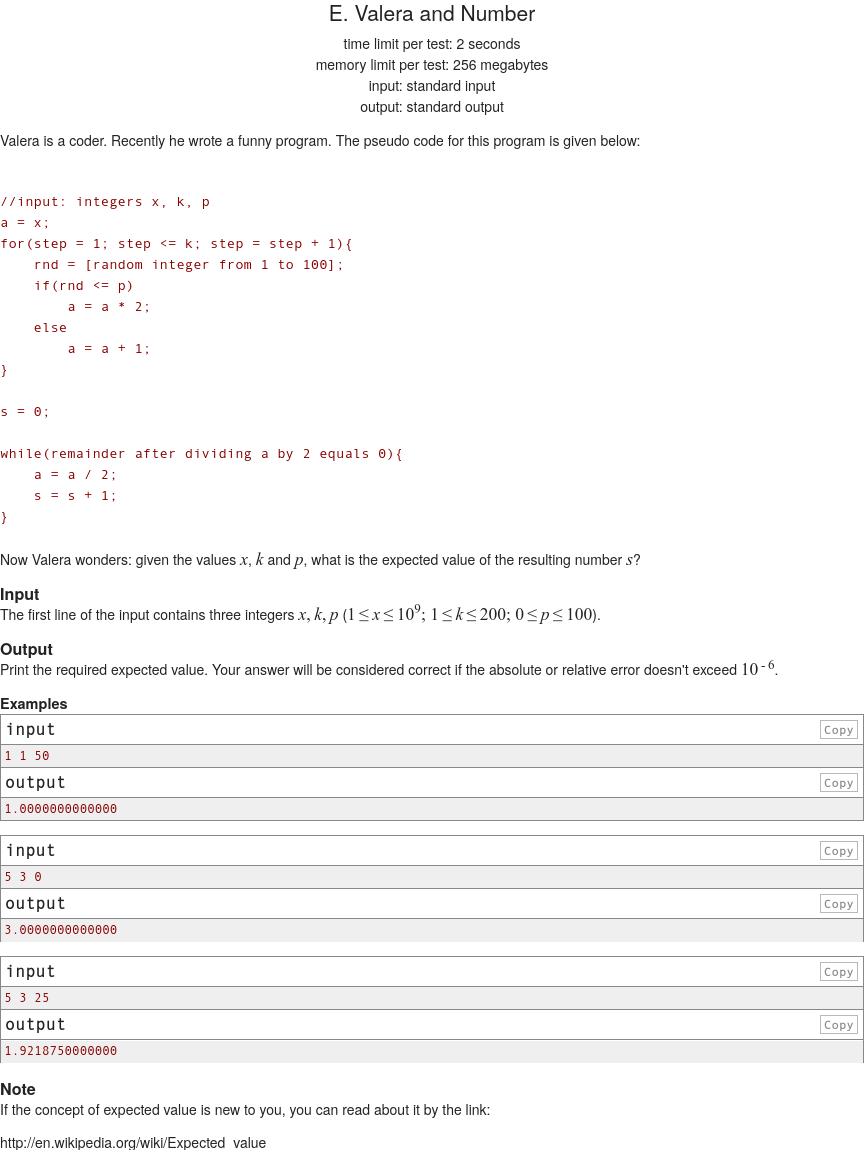 E. Valera and Number
time limit per test: 2 seconds
memory limit per test: 256 megabytes
input: standard input
output: standard output
Valera is a coder. Recently he wrote a funny program. The pseudo code for this program is given below:
//input: integers x, k, p
a = x;
for(step = 1; step <= k; step = step + 1){
    rnd = [random integer from 1 to 100];
    if(rnd <= p)
        a = a * 2;
    else
        a = a + 1;
}
s = 0;
while(remainder after dividing a by 2 equals 0){
    a = a / 2;
    s = s + 1;
}
Now Valera wonders: given the values x, k and p, what is the expected value of the resulting number s?
Input
The first line of the input contains three integers x, k, p (1 ≤ x ≤ 10^9; 1 ≤ k ≤ 200; 0 ≤ p ≤ 100).
Output
Print the required expected value. Your answer will be considered correct if the absolute or relative error doesn't exceed 10^-6.
Examples
input Copy
1 1 50
output Copy
1.0000000000000
input Copy
5 3 0
output Copy
3.0000000000000
input Copy
5 3 25
output Copy
1.9218750000000
Note
If the concept of expected value is new to you, you can read about it by the link:
http://en.wikipedia.org/wiki/Expected_value